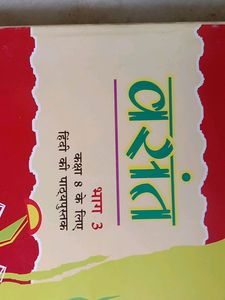 वसंत
भाग 3
कक्षा 8 के लिए
हिंदी की पाठ्यपुस्तक